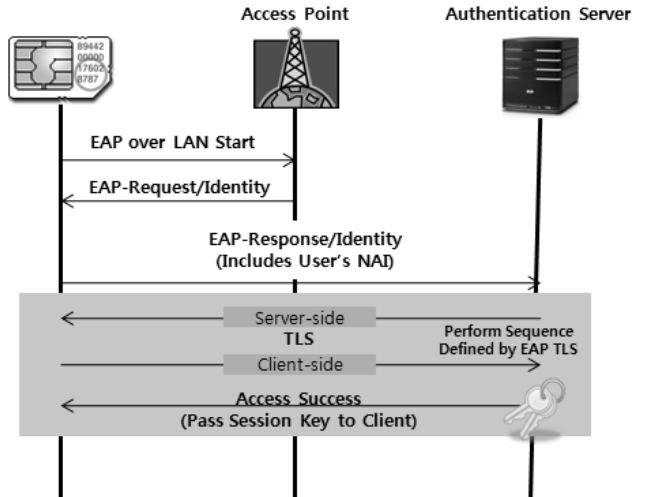 Access Point
Authentication Server
89442
00000
17602
8787
EAP over LAN Start
EAP-Request/Identity
EAP-Response/Identity
(Includes User's NAI)
Server-side
TLS
Perform Sequence
Defined by EAP TLS
Client-side
Access Success
(Pass Session Key to Client)